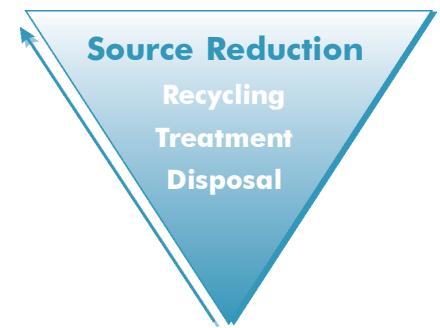 Source Reduction
Recycling
Treatment
Disposal